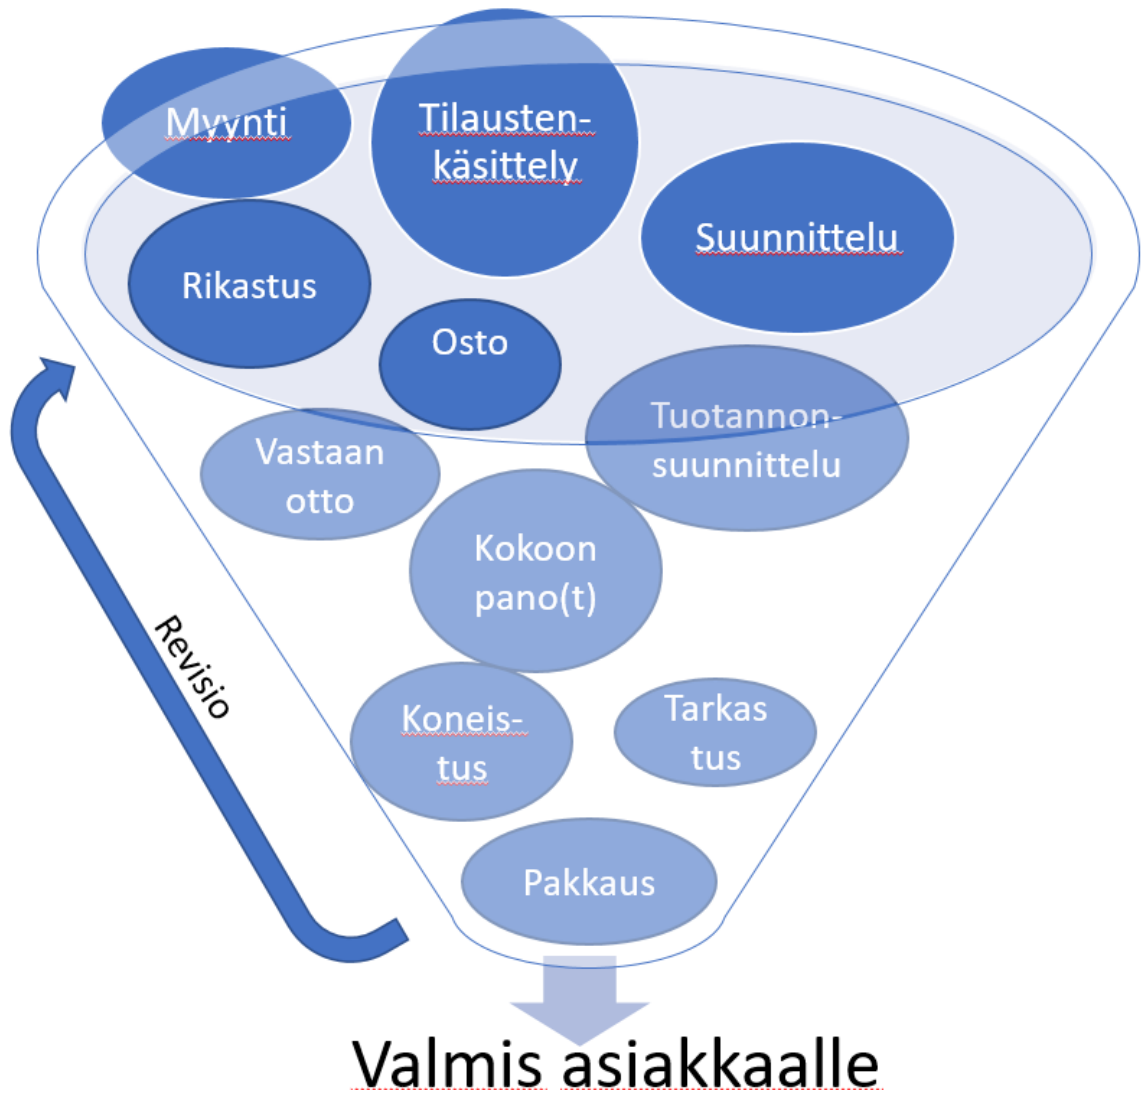 Myynti
Tilausten-
käsittely
Suunnittelu
Rikastus
Osto
Tuotannon-
suunnittelu
Vastaan
otto
Kokoon
pano(t)
Revisio
Koneis-
tus
Tarkas
tus
Pakkaus
Valmis asiakkaalle